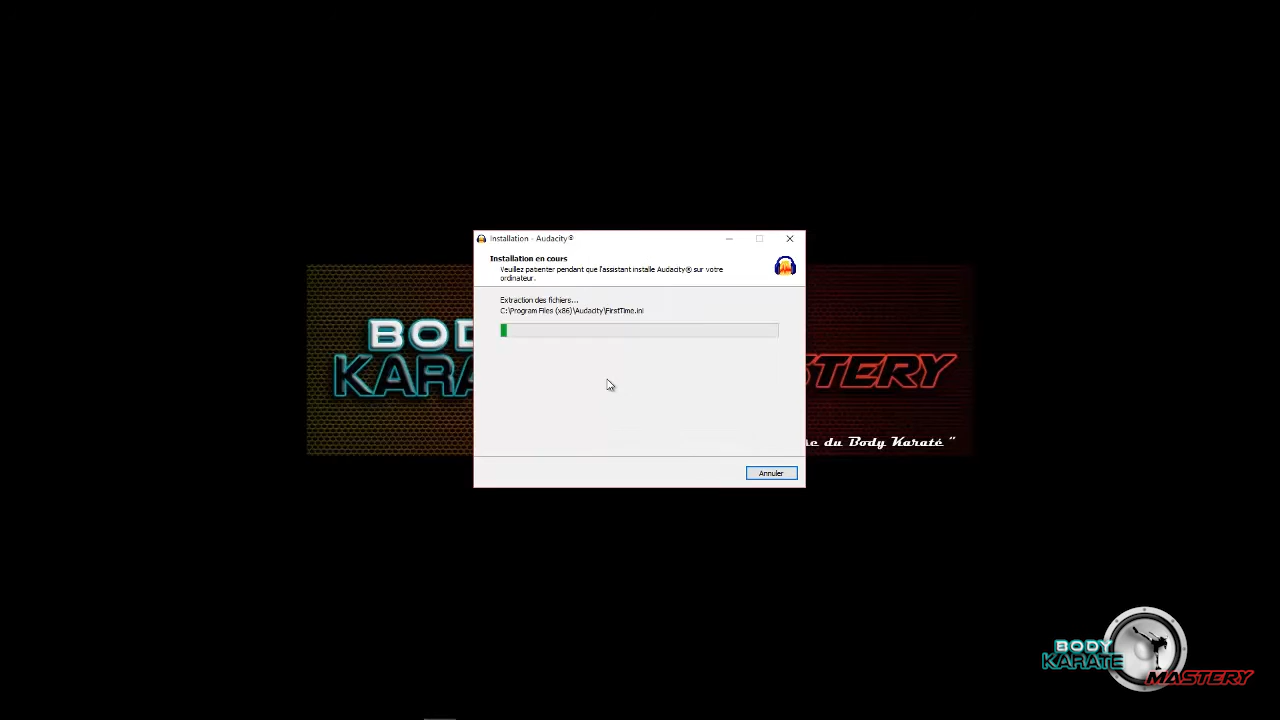 Installation - Audacity®
Installation en cours
Veuillez patienter pendant que l'assistant installe Audacity® sur votre
ordinateur.
Extraction des fichiers...
C:\Program Files (x86)\Audacity\FirstTime.ini
BOD
KARA
STERY
se du Body Karaté "
Annuler
BODY
KARATE
MASTERY